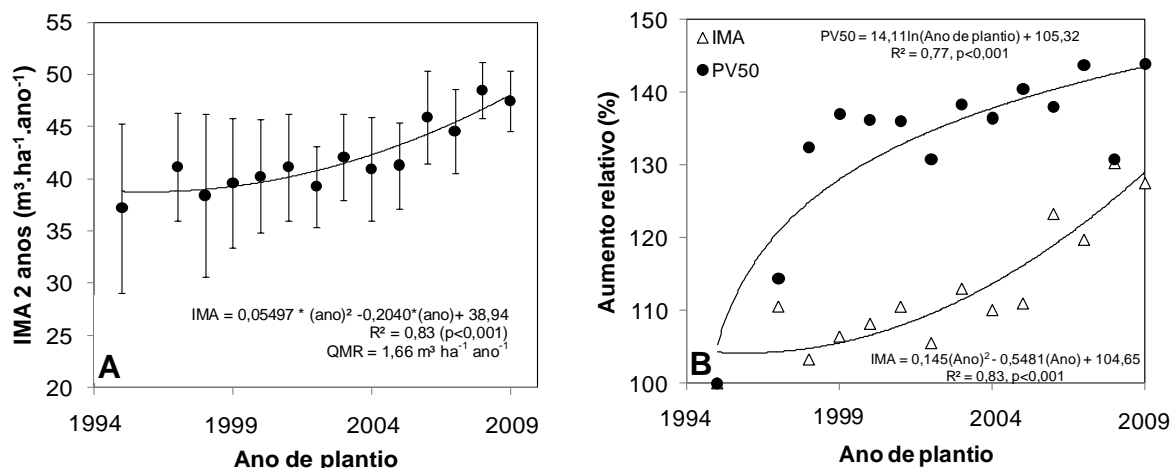 55
50
45
40
35
30
25
20
IMA 2 anos (m³.ha⁻¹.ano⁻¹)
IMA = 0,05497 * (ano)² -0,2040*(ano)+ 38,94
R² = 0,83 (p<0,001)
QMR = 1,66 m³ ha⁻¹ ano⁻¹
A
1994 1999 2004 2009
Ano de plantio
150
140
130
120
110
100
Aumento relativo (%)
IMA
PV50
PV50 = 14,11ln(Ano de plantio) + 105,32
R² = 0,77, p<0,001
IMA = 0,145(Ano)² - 0,5481(Ano) + 104,65
R² = 0,83, p<0,001
B
1994 1999 2004 2009
Ano de plantio